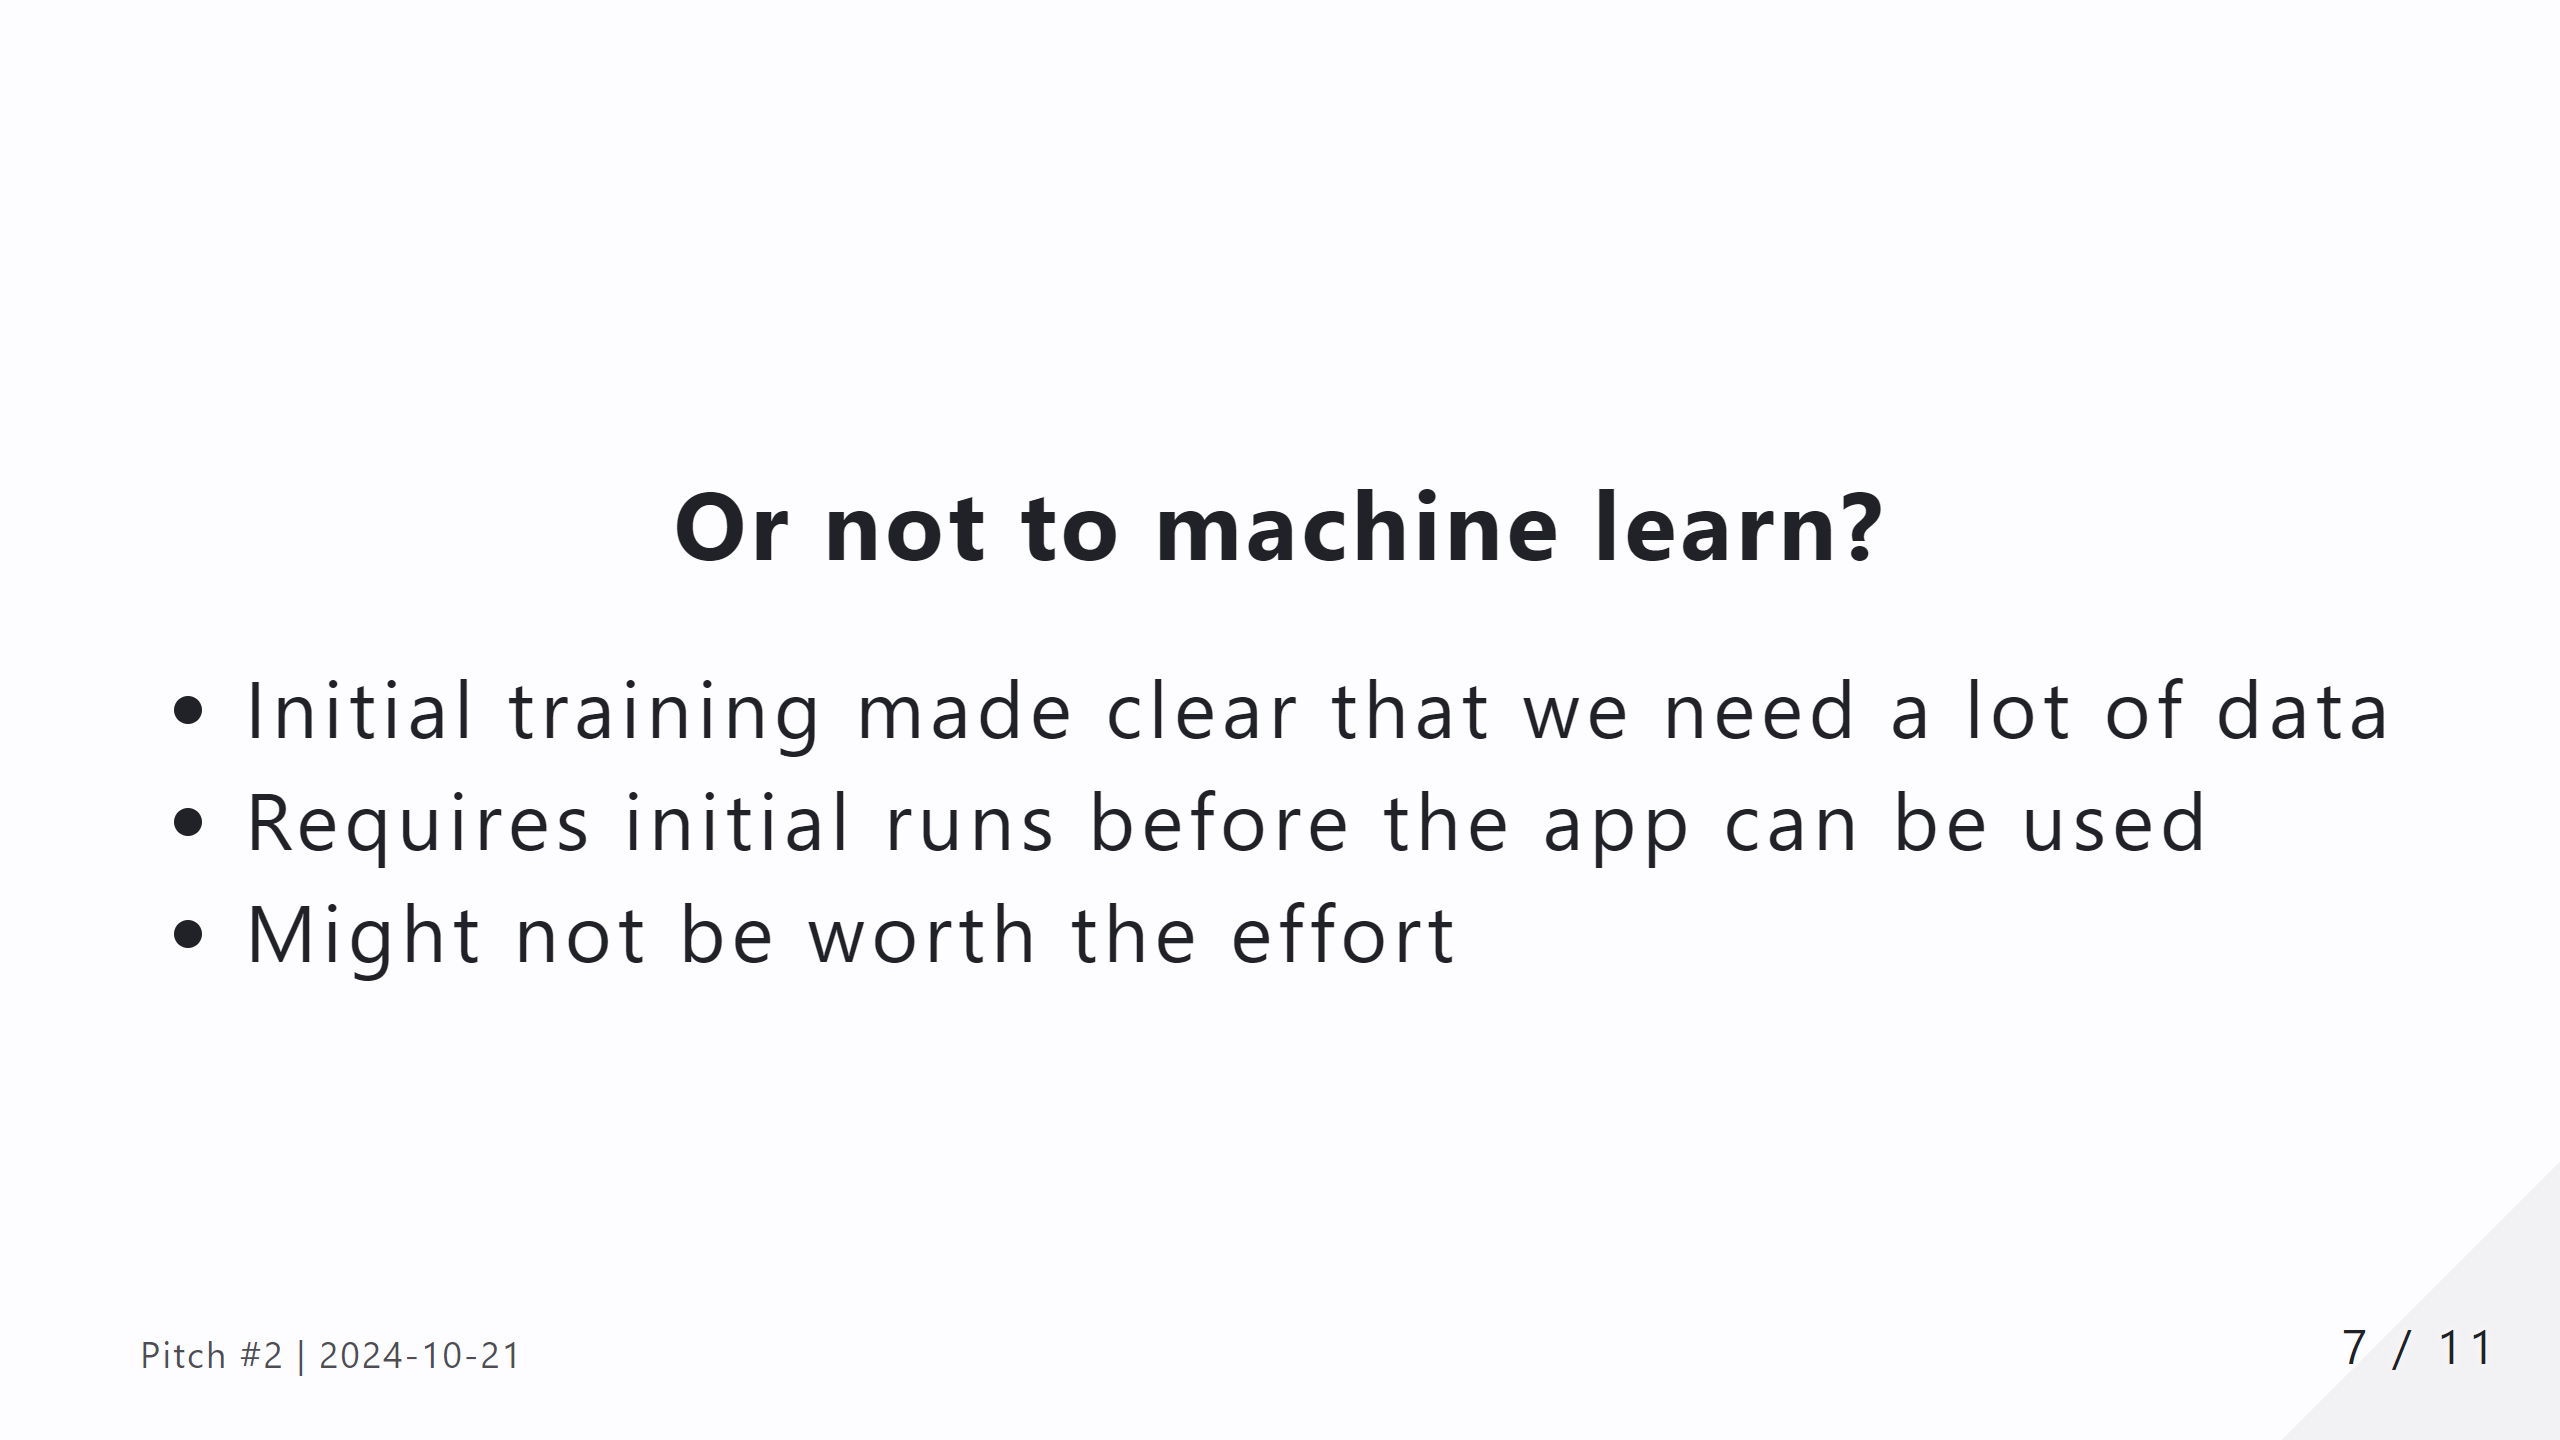 Or not to machine learn?
• Initial training made clear that we need a lot of data
• Requires initial runs before the app can be used
• Might not be worth the effort
Pitch #2 | 2024-10-21
7 / 11